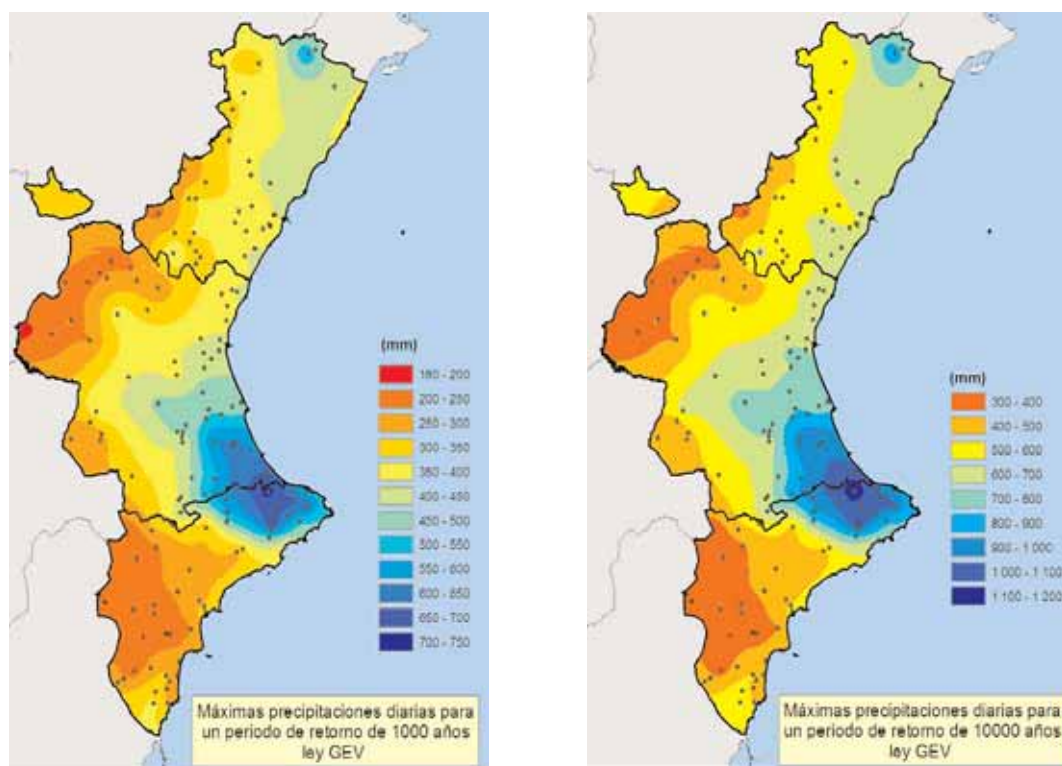 (mm)
180 - 200
200 - 250
250 - 300
300 - 350
350 - 400
400 - 450
450 - 500
500 - 550
550 - 600
600 - 650
650 - 700
700 - 750
Máximas precipitaciones diarias para
un periodo de retorno de 1000 años
ley GEV
(mm)
300 - 400
400 - 500
500 - 600
600 - 700
700 - 800
800 - 900
900 - 1 000
1 000 - 1 100
1 100 - 1 200
Máximas precipitaciones diarias para
un periodo de retorno de 10000 años
ley GEV